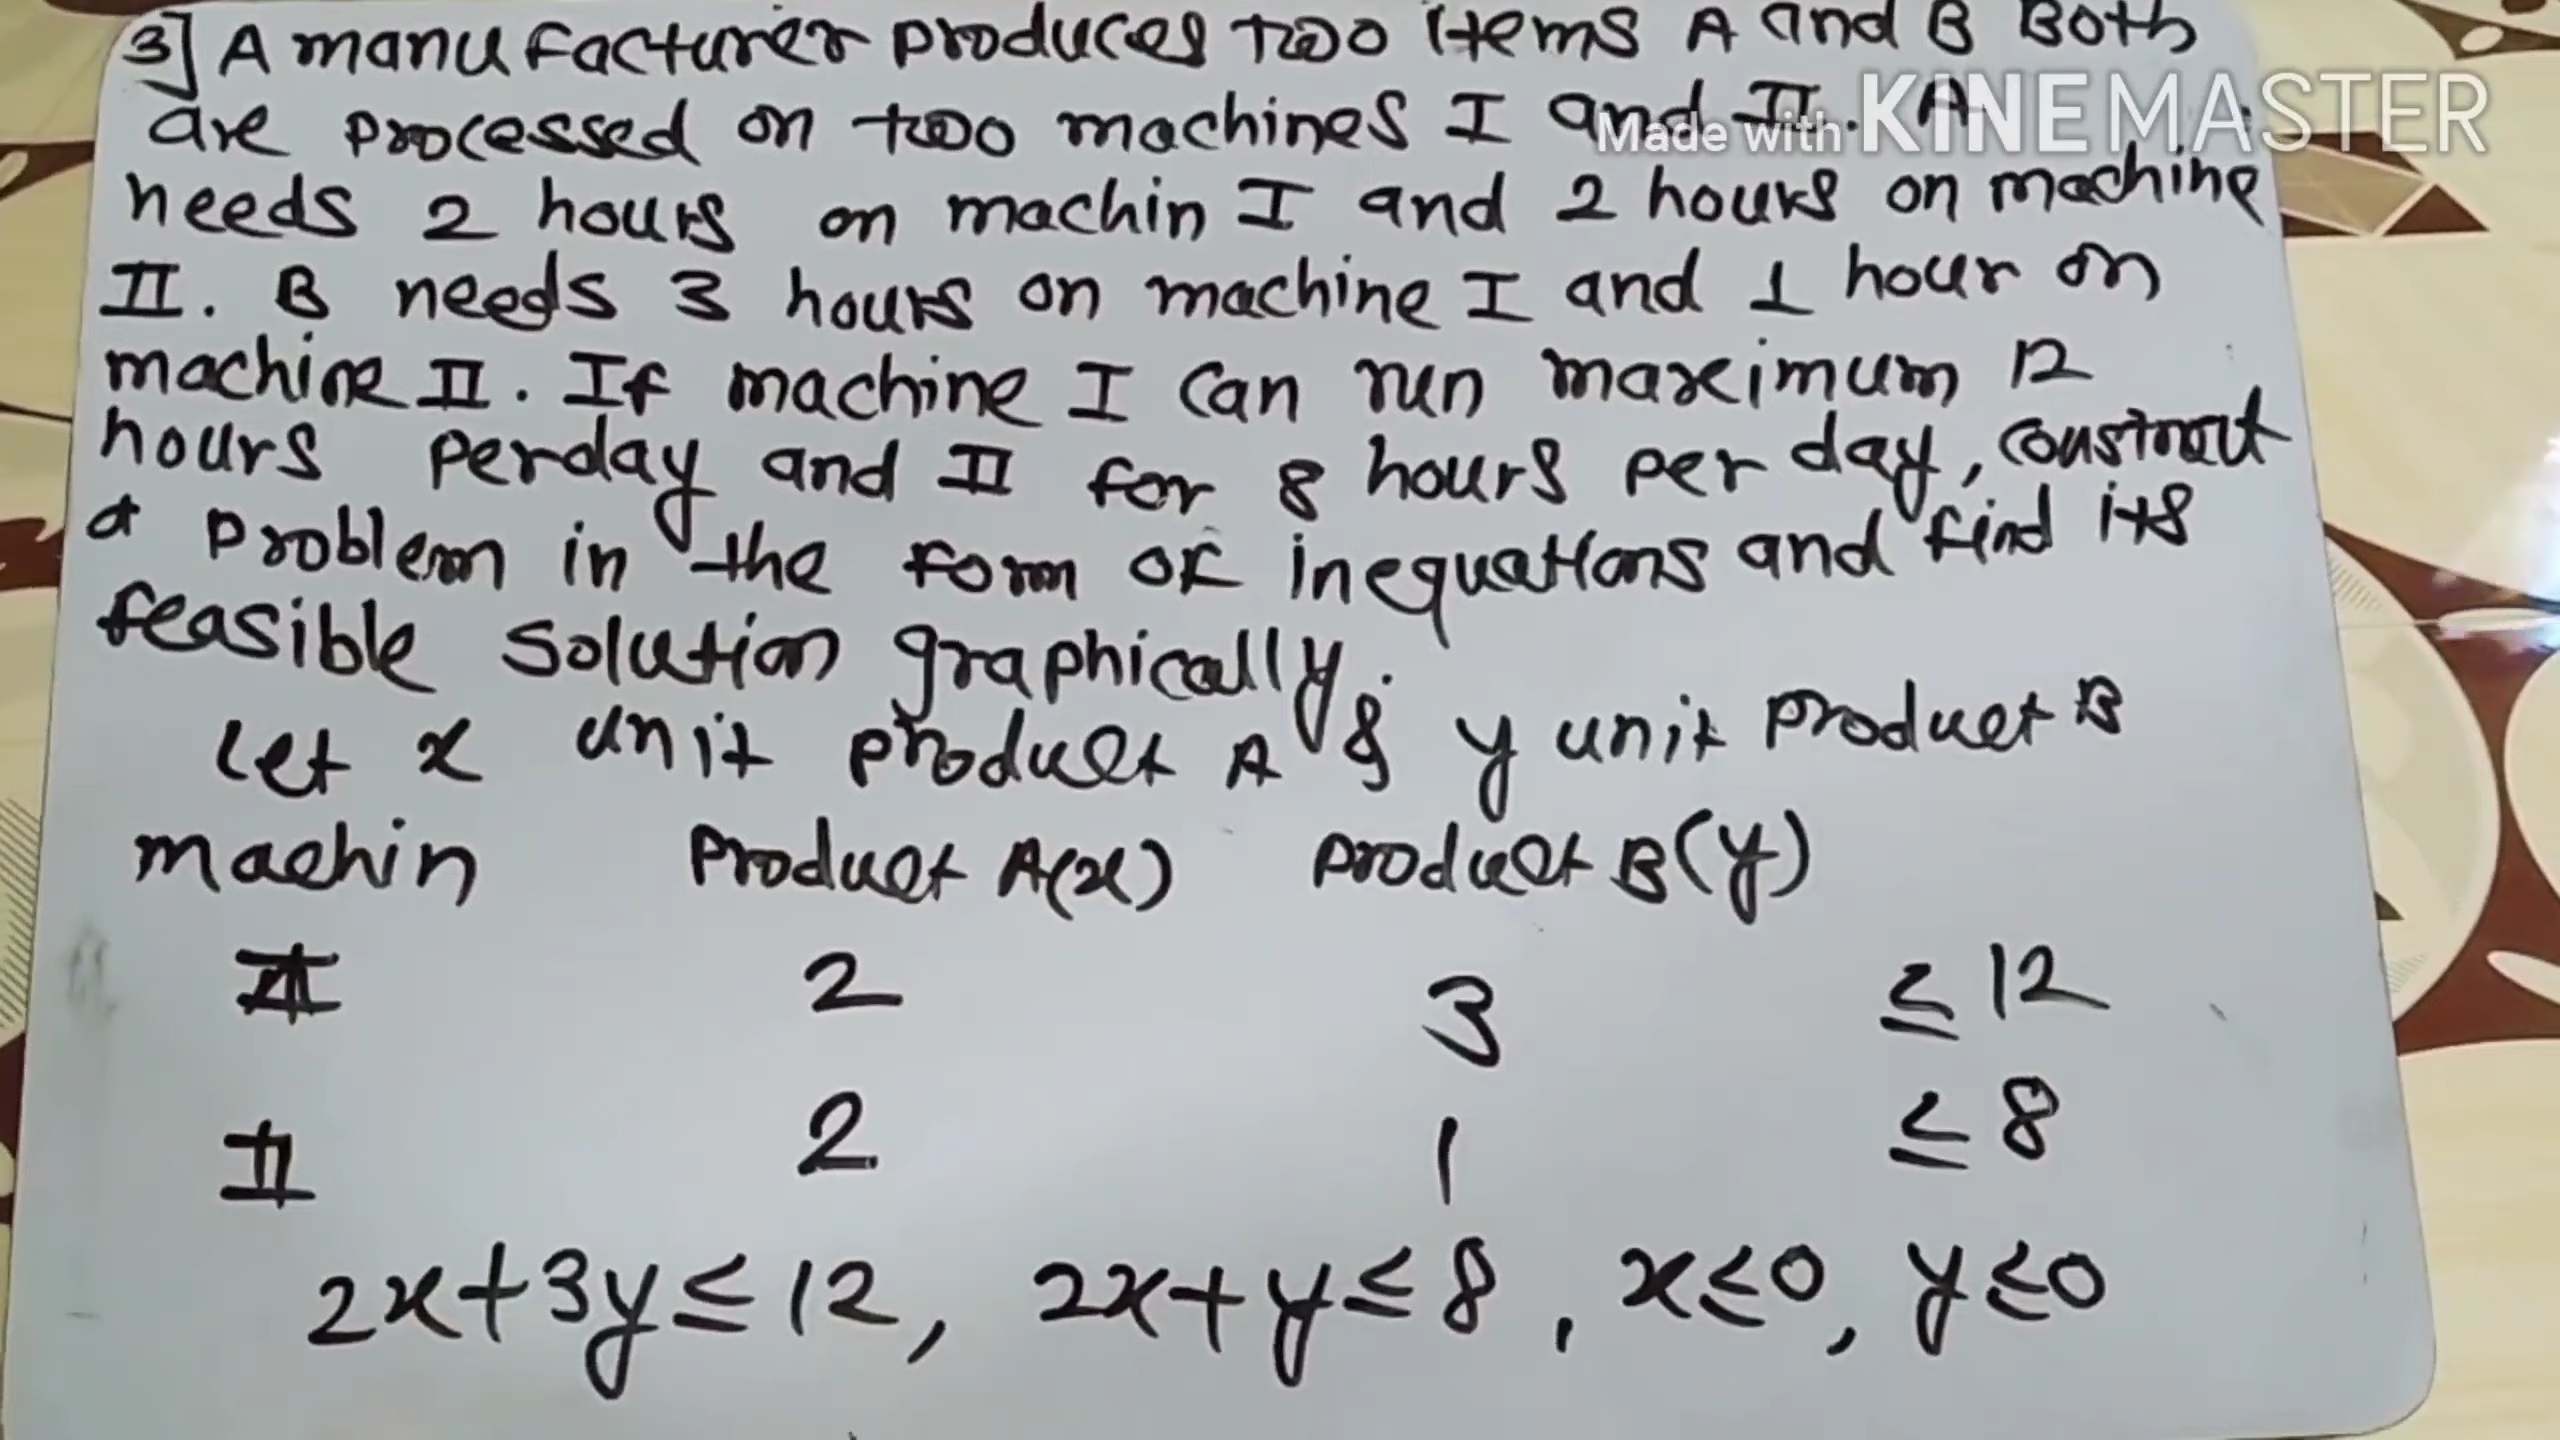 3] A manufacturer produces two items A and B Both
are processed on two machines I and II. A
Made with KINEMASTER
needs 2 hours on machin I and 2 hours on machine
II. B needs 3 hours on machine I and 1 hour on
machine II. If machine I can run maximum 12
hours perday and II for 8 hours per day, construct
a problem in the form of inequations and find its
feasible solution graphically.
Let x unit product A & y unit product B
machin product A(x) product B(y)
2 3 ≤ 12
II 2 1 ≤ 8
2x+3y≤12, 2x+y≤8, x≤0, y≤0